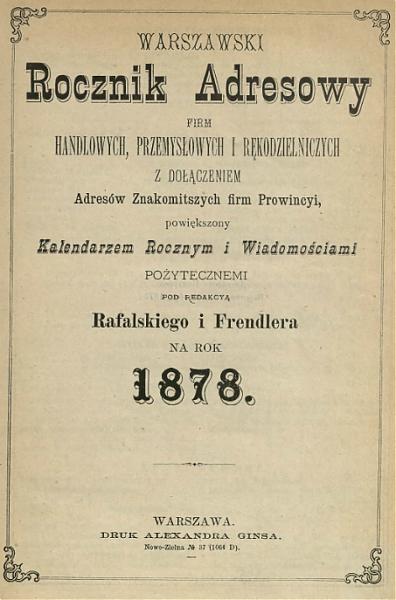 WARSZAWSKI
Rocznik Adresowy
FIRM
HANDLOWYCH, PRZEMYSŁOWYCH I RĘKODZIELNICZYCH
Z DOŁĄCZENIEM
Adresów Znakomitszych firm Prowincyi,
powiększony
Kalendarzem Rocznym i Wiadomościami
POŻYTECZNEMI
POD REDAKCYĄ
Rafalskiego i Frendlera
NA ROK
1878.
WARSZAWA.
DRUK ALEXANDRA GINSA.
Nowo-Zielna № 37 (1064 D).